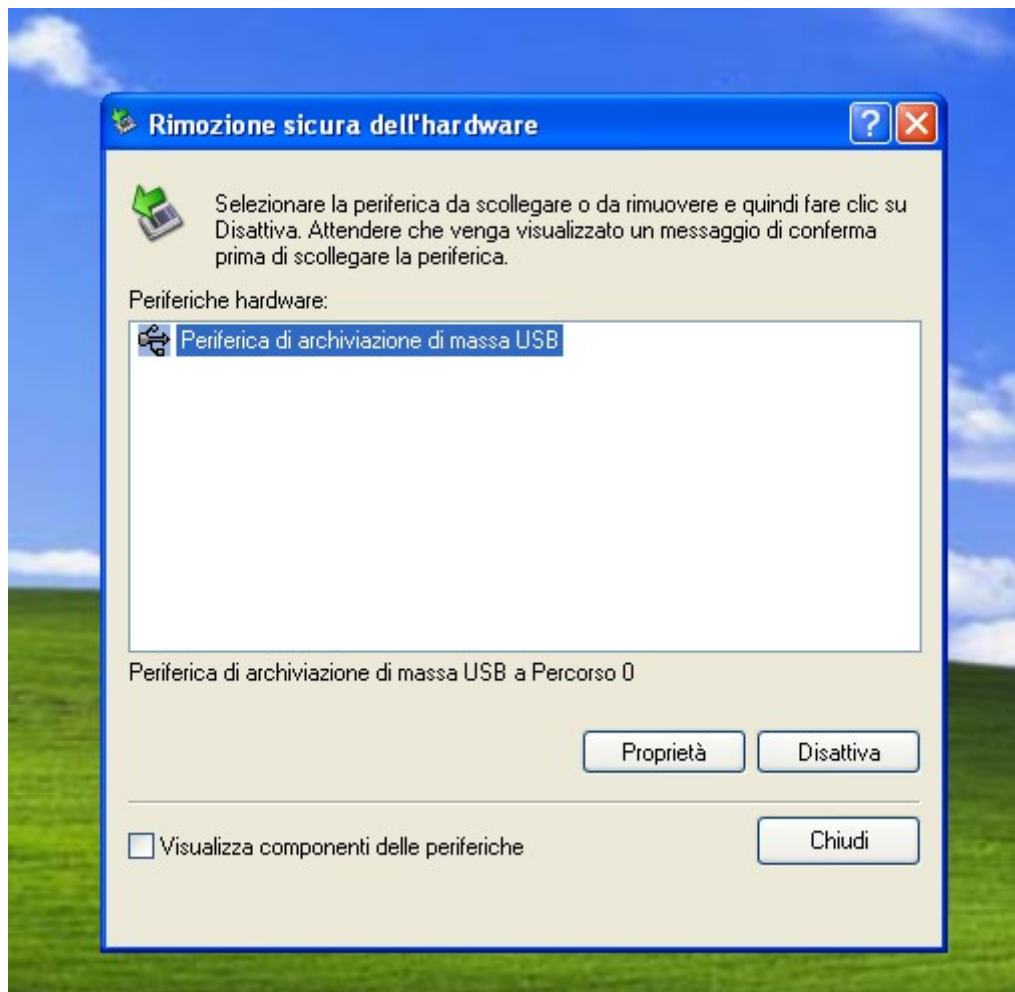 Rimozione sicura dell'hardware
Selezionare la periferica da scollegare o da rimuovere e quindi fare clic su
Disattiva. Attendere che venga visualizzato un messaggio di conferma
prima di scollegare la periferica.
Periferiche hardware:
Periferica di archiviazione di massa USB
Periferica di archiviazione di massa USB a Percorso 0
Proprietà Disattiva
Visualizza componenti delle periferiche
Chiudi